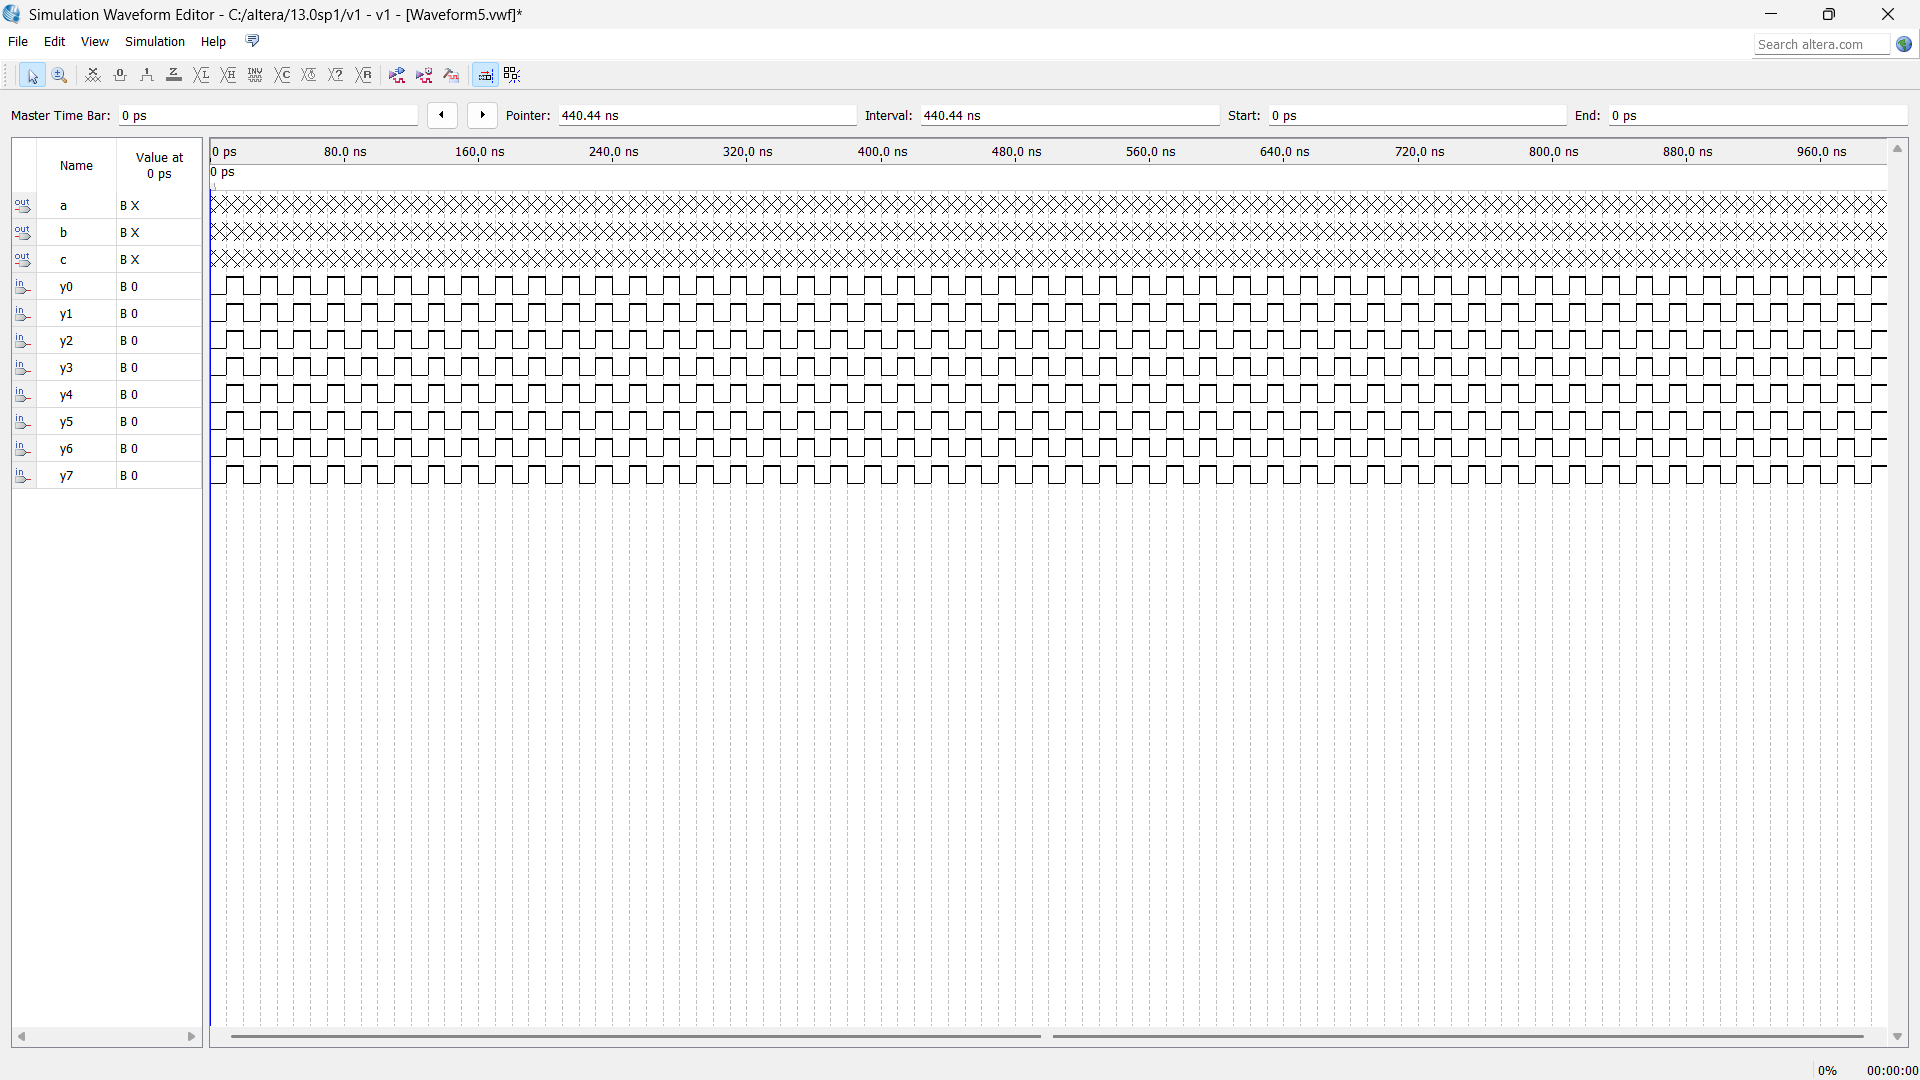 Simulation Waveform Editor - C:/altera/13.0sp1/v1 - v1 - [Waveform5.vwf]*
File Edit View Simulation Help
Search altera.com
Master Time Bar: 0 ps Pointer: 440.44 ns Interval: 440.44 ns Start: 0 ps End: 0 ps
Name Value at 0 ps
0 ps 80.0 ns 160.0 ns 240.0 ns 320.0 ns 400.0 ns 480.0 ns 560.0 ns 640.0 ns 720.0 ns 800.0 ns 880.0 ns 960.0 ns
0 ps
out a B X
out b B X
out c B X
in y0 B 0
in y1 B 0
in y2 B 0
in y3 B 0
in y4 B 0
in y5 B 0
in y6 B 0
in y7 B 0
0% 00:00:00